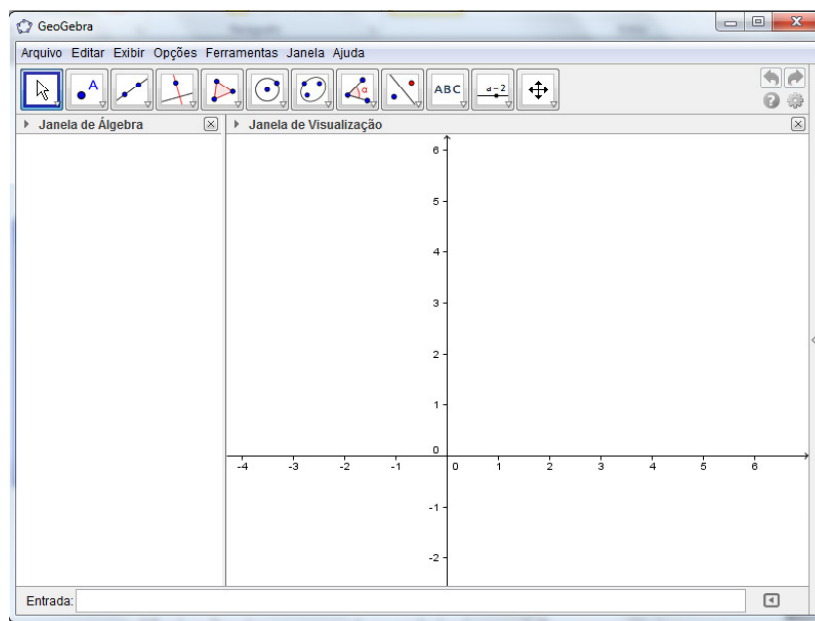 GeoGebra
Arquivo Editar Exibir Opções Ferramentas Janela Ajuda
A
α
ABC
a=2
Janela de Álgebra
Janela de Visualização
6
5
4
3
2
1
0
-4 -3 -2 -1 0 1 2 3 4 5 6
-1
-2
Entrada: